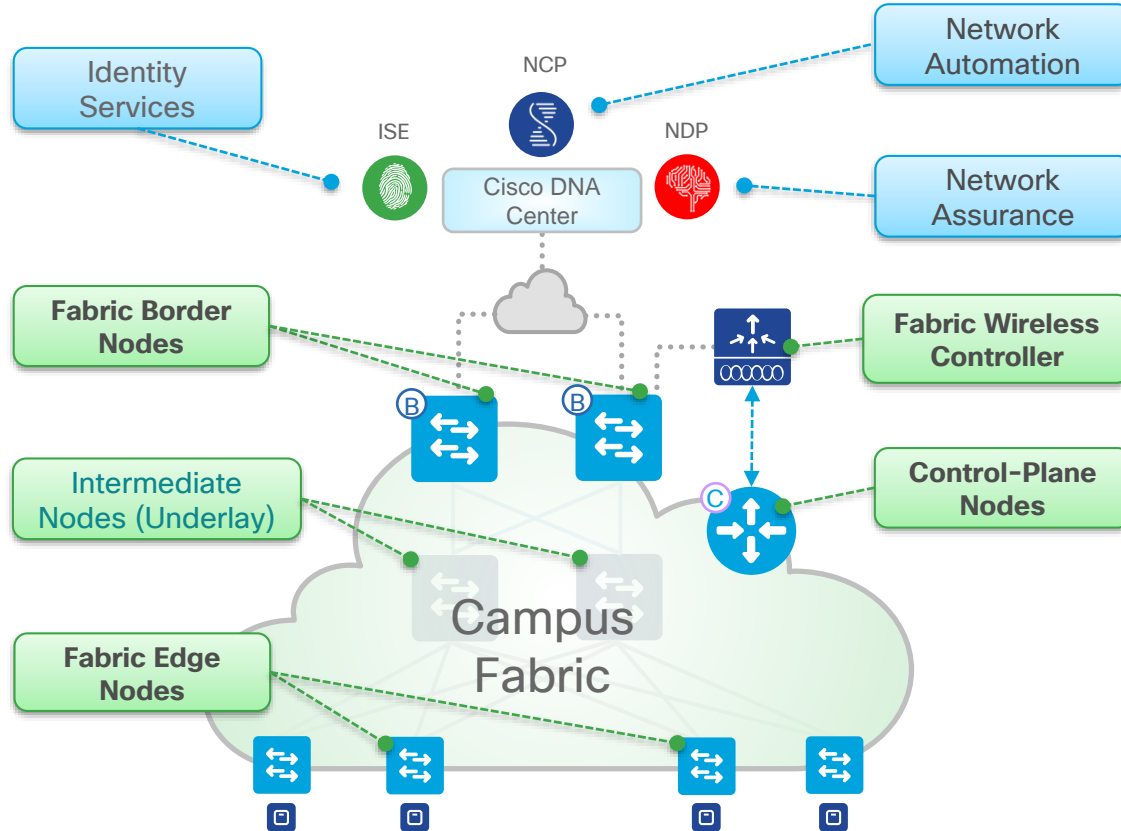 Identity
Services
NCP
Network
Automation
ISE
NDP
Cisco DNA
Center
Network
Assurance
Fabric Border
Nodes
Fabric Wireless
Controller
B
B
Intermediate
Nodes (Underlay)
C
Control-Plane
Nodes
Campus
Fabric
Fabric Edge
Nodes